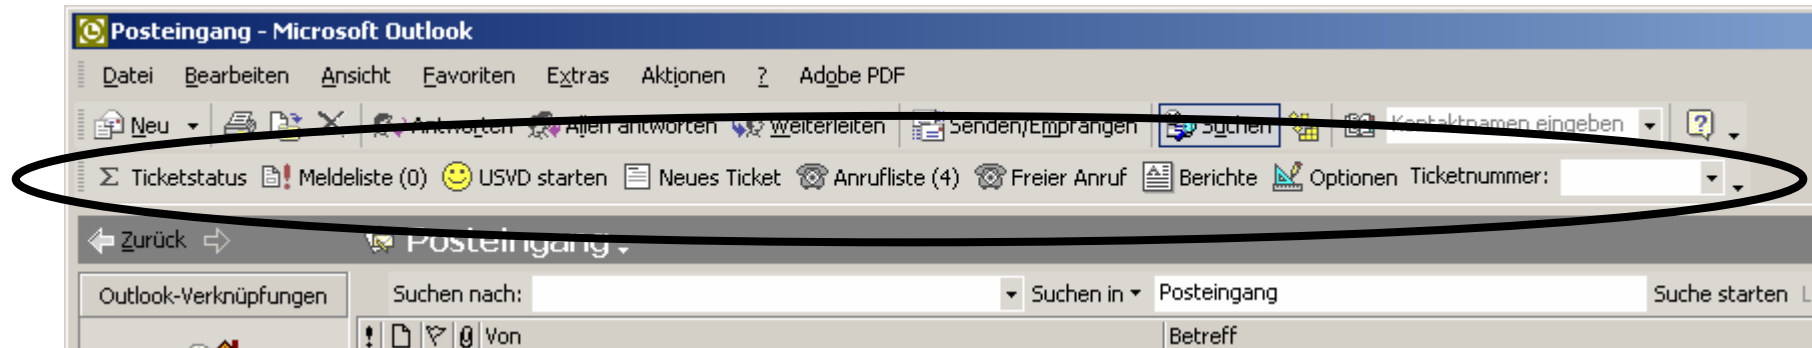 Posteingang - Microsoft Outlook
Datei Bearbeiten Ansicht Favoriten Extras Aktionen ? Adobe PDF
Neu Antworten Allen antworten Weiterleiten Senden/Empfangen Suchen Kontaktnamen eingeben
Σ Ticketstatus Meldeliste (0) USVD starten Neues Ticket Anrufliste (4) Freier Anruf Berichte Optionen Ticketnummer:
Zurück Posteingang
Outlook-Verknüpfungen Suchen nach: Suchen in Posteingang Suche starten L
! Von Betreff